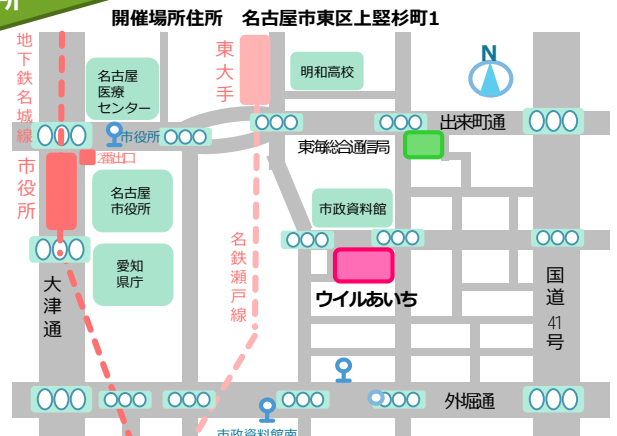 所
開催場所住所　名古屋市東区上竪杉町1
地下鉄名城線
東大手
名古屋
医療
センター
明和高校
N
市役所
出来町通
2番出口
東海総合通信局
市役所
名古屋
市役所
市政資料館
名鉄瀬戸線
愛知
県庁
大津通
ウイルあいち
国道41号
外堀通
市政資料館南